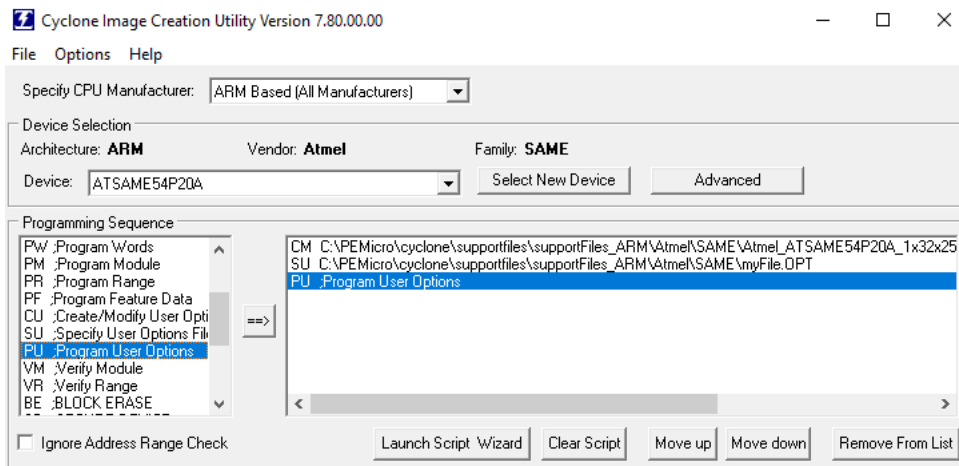 Cyclone Image Creation Utility Version 7.80.00.00
File Options Help
Specify CPU Manufacturer: ARM Based (All Manufacturers)
Device Selection
Architecture: ARM Vendor: Atmel Family: SAME
Device: ATSAME54P20A Select New Device Advanced
Programming Sequence
PW ;Program Words
PM ;Program Module
PR ;Program Range
PF ;Program Feature Data
CU ;Create/Modify User Opti
SU ;Specify User Options Fil
PU ;Program User Options
VM ;Verify Module
VR ;Verify Range
BE ;BLOCK ERASE
==>
CM C:\PEMicro\cyclone\supportfiles\supportFiles_ARM\Atmel\SAME\Atmel_ATSAME54P20A_1x32x25
SU C:\PEMicro\cyclone\supportfiles\supportFiles_ARM\Atmel\SAME\myFile.OPT
PU ;Program User Options
Ignore Address Range Check Launch Script Wizard Clear Script Move up Move down Remove From List